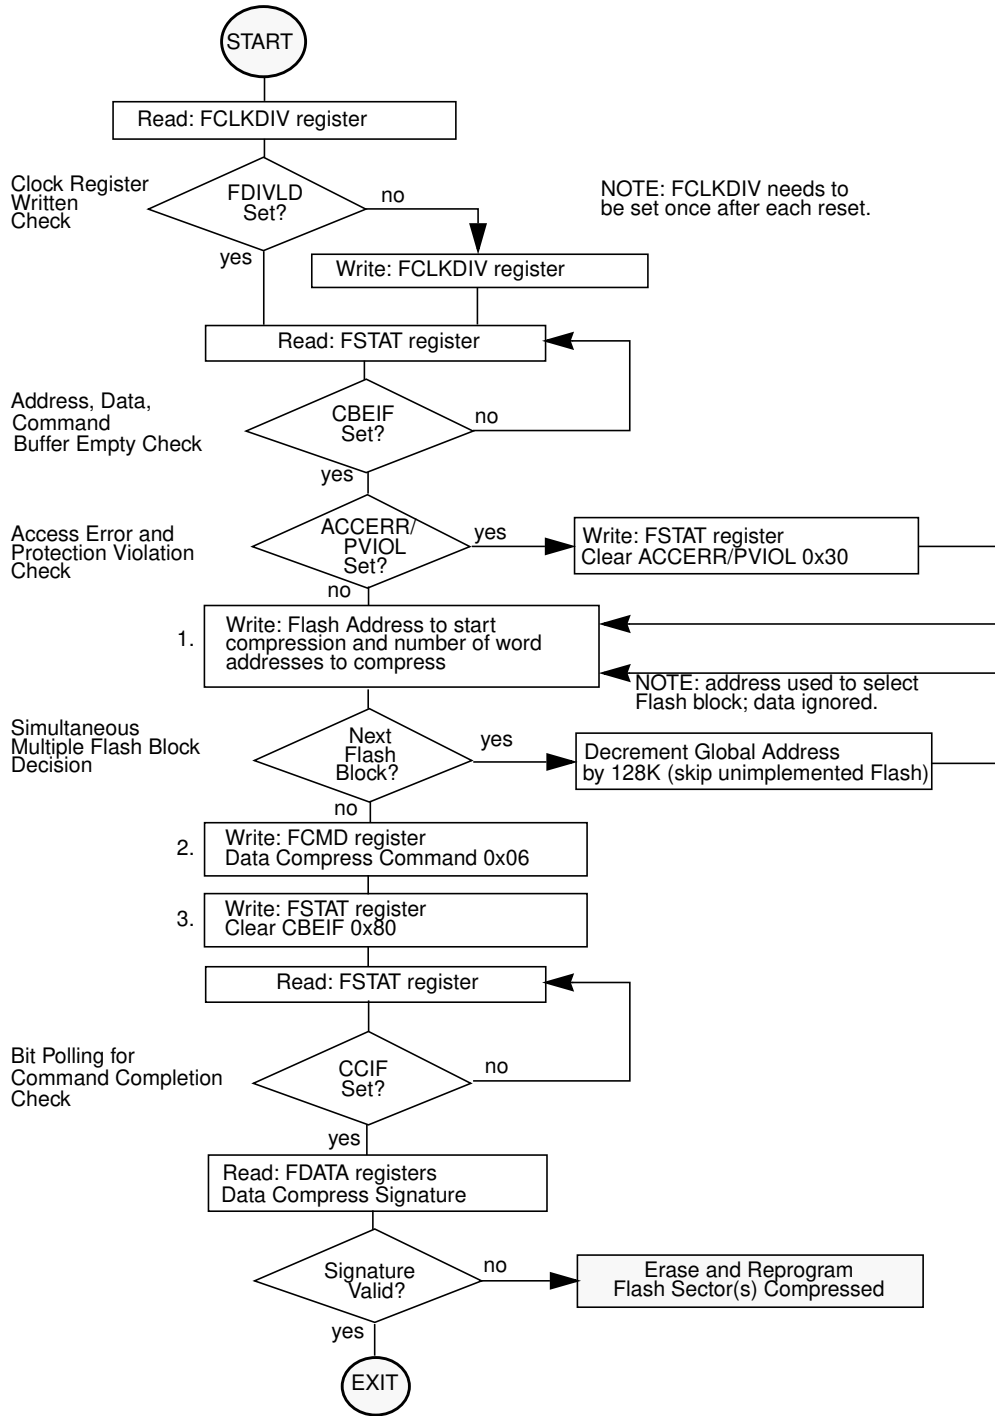 START
Read: FCLKDIV register
Clock Register
Written
Check
FDIVLD
Set?
no
yes
NOTE: FCLKDIV needs to
be set once after each reset.
Write: FCLKDIV register
Read: FSTAT register
Address, Data,
Command
Buffer Empty Check
CBEIF
Set?
no
yes
Access Error and
Protection Violation
Check
ACCERR/
PVIOL
Set?
yes
no
Write: FSTAT register
Clear ACCERR/PVIOL 0x30
1.
Write: Flash Address to start
compression and number of word
addresses to compress
NOTE: address used to select
Flash block; data ignored.
Simultaneous
Multiple Flash Block
Decision
Next
Flash
Block?
yes
no
Decrement Global Address
by 128K (skip unimplemented Flash)
2.
Write: FCMD register
Data Compress Command 0x06
3.
Write: FSTAT register
Clear CBEIF 0x80
Read: FSTAT register
Bit Polling for
Command Completion
Check
CCIF
Set?
no
yes
Read: FDATA registers
Data Compress Signature
Signature
Valid?
no
yes
Erase and Reprogram
Flash Sector(s) Compressed
EXIT